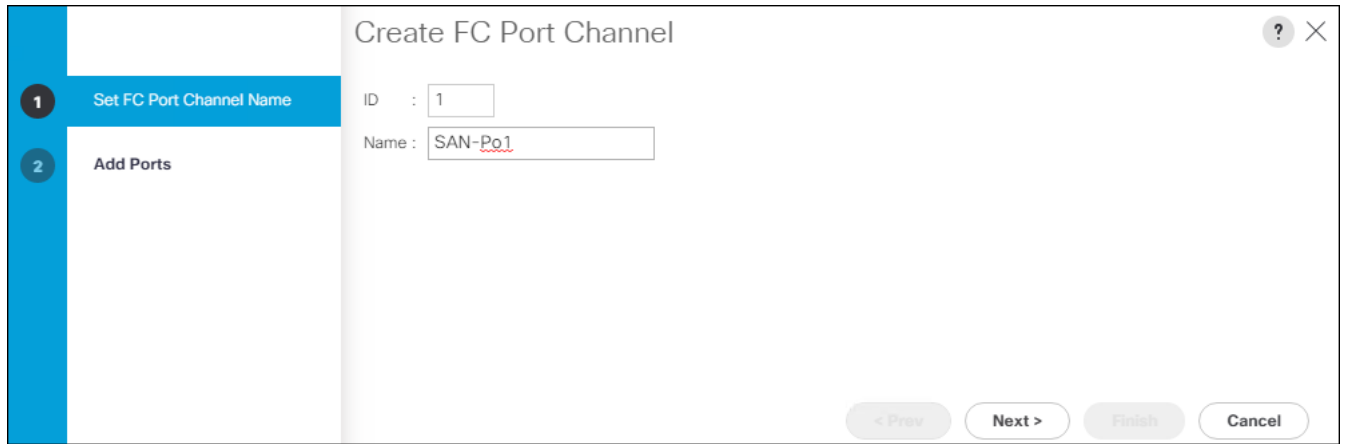 Create FC Port Channel
?
1 Set FC Port Channel Name
ID : 1
Name : SAN-Po1
2 Add Ports
< Prev Next > Finish Cancel